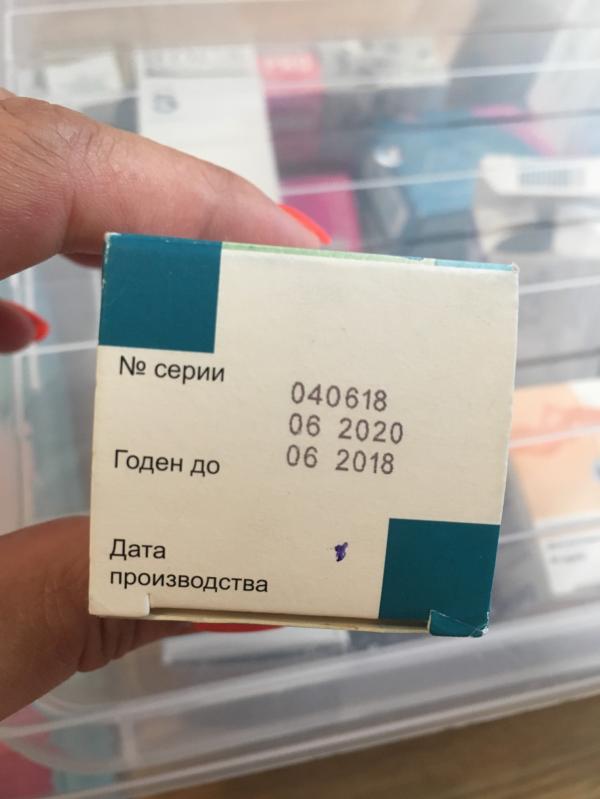 № серии
040618
06 2020
Годен до
06 2018
Дата
производства